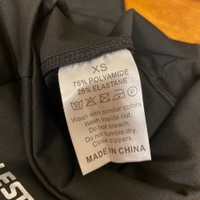 XS
75% POLYAMIDE
25% ELASTANE
Wash with similar colors.
Wash inside out.
Do not bleach.
Do not tumble dry.
Close zippers.
MADE IN CHINA
LEST